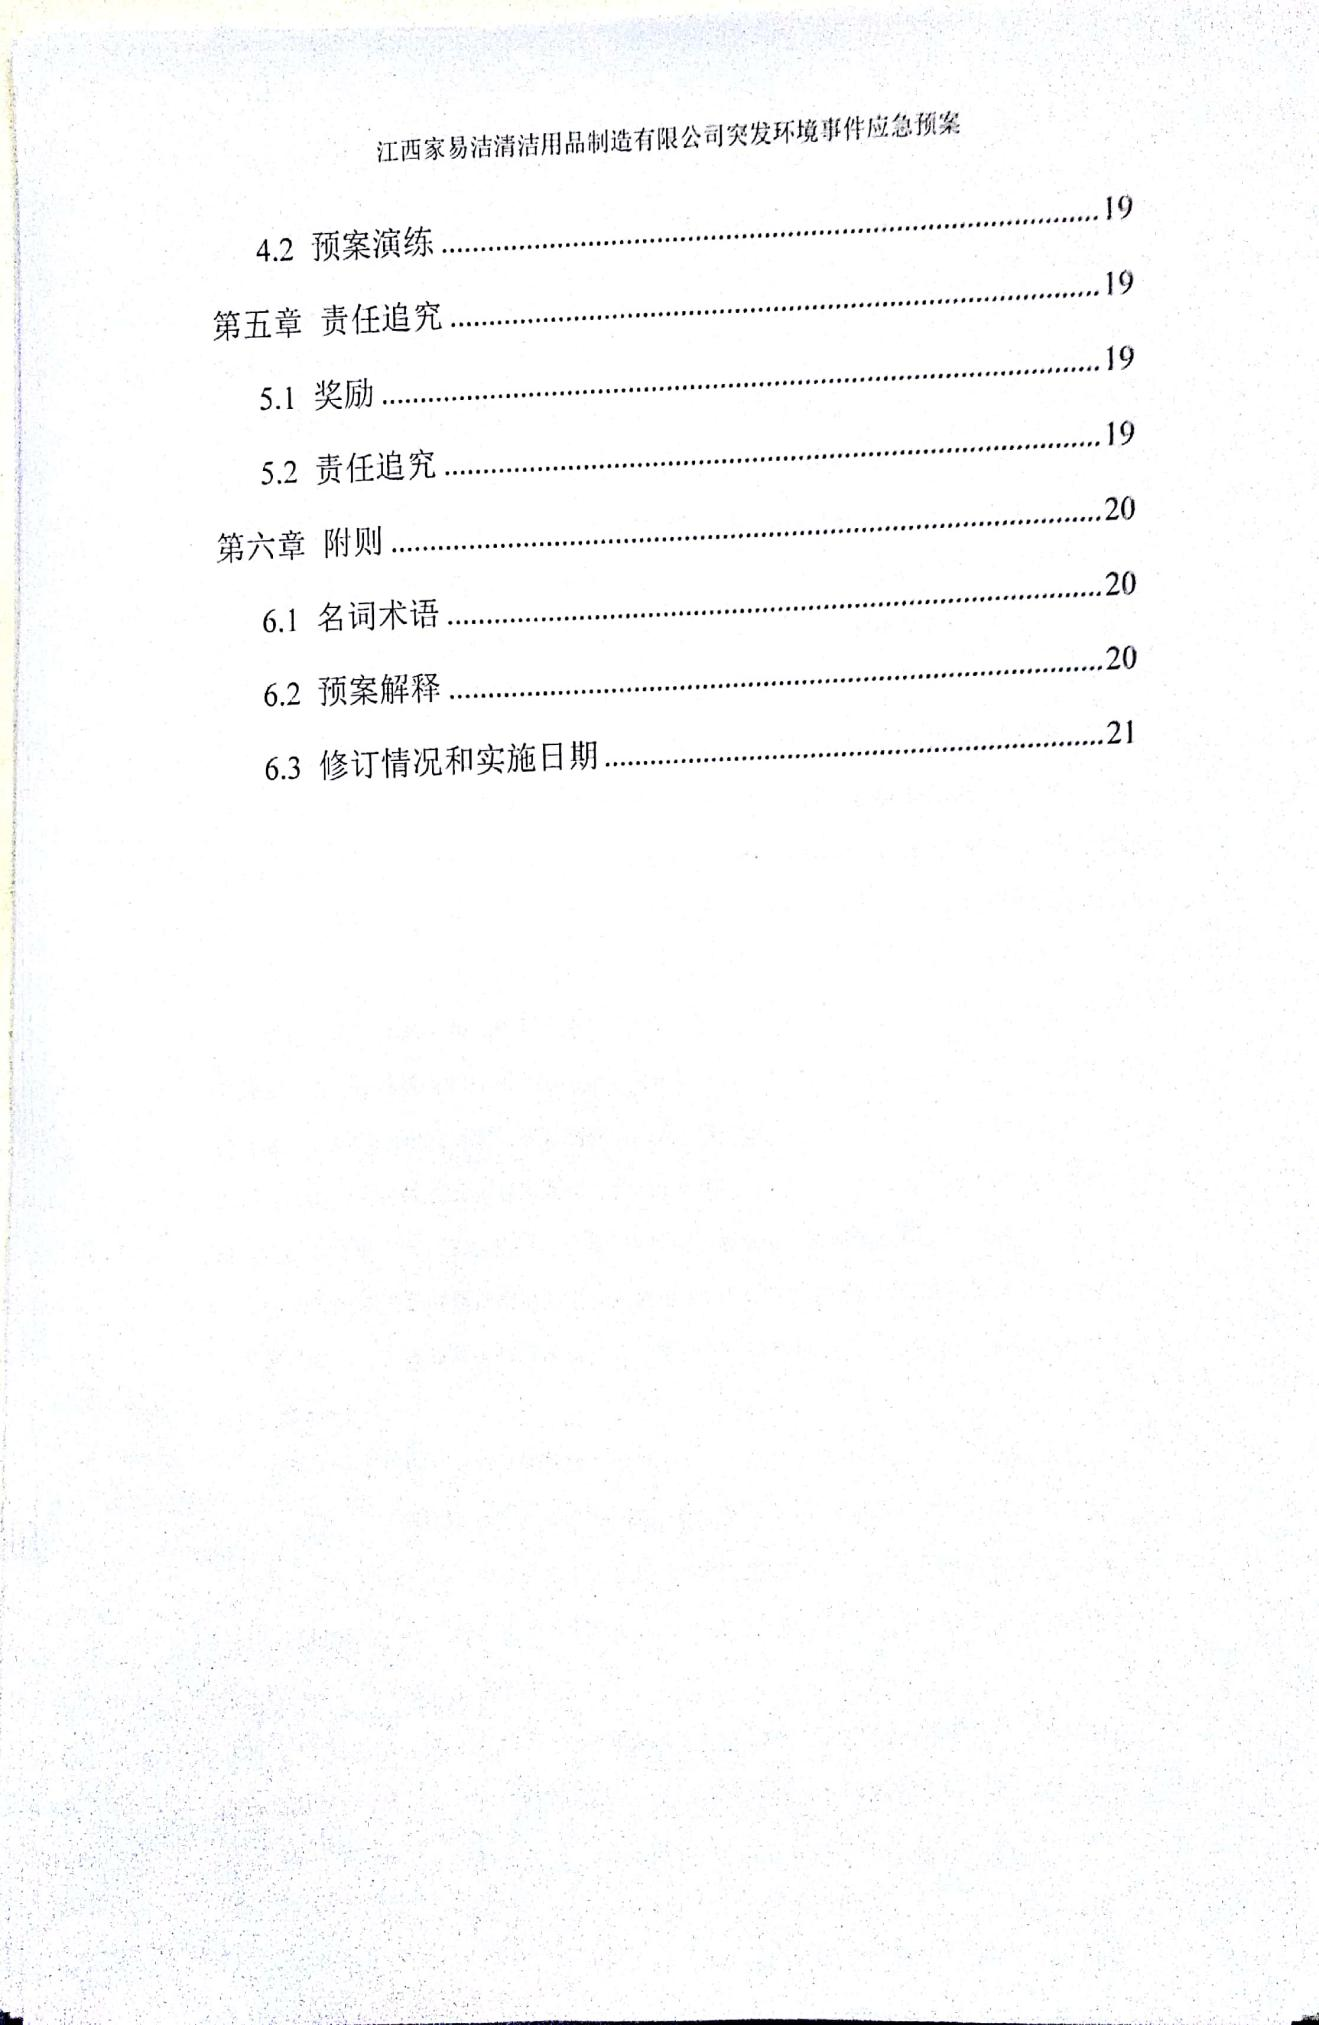 江西家易洁清洁用品制造有限公司突发环境事件应急预案
4.2 预案演练........................................19
第五章 责任追究........................................19
5.1 奖励........................................19
5.2 责任追究........................................19
第六章 附则........................................20
6.1 名词术语........................................20
6.2 预案解释........................................20
6.3 修订情况和实施日期........................................21